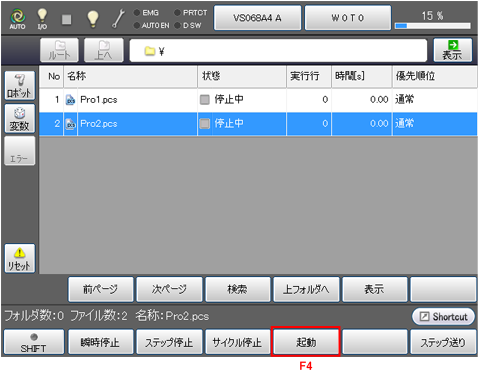 AUTO I/O EMG PRTCT AUTO EN D SW VS068A4 A W 0 T 0 15 %
ルート 上へ ¥ 表示
No 名称 状態 実行行 時間[s] 優先順位
1 Pro1.pcs 停止中 0 0.00 通常
2 Pro2.pcs 停止中 0 0.00 通常
ロボット
変数
エラー
リセット
前ページ 次ページ 検索 上フォルダへ 表示
フォルダ数:0 ファイル数:2 名称:Pro2.pcs Shortcut
SHIFT 瞬時停止 ステップ停止 サイクル停止 起動 ステップ送り
F4